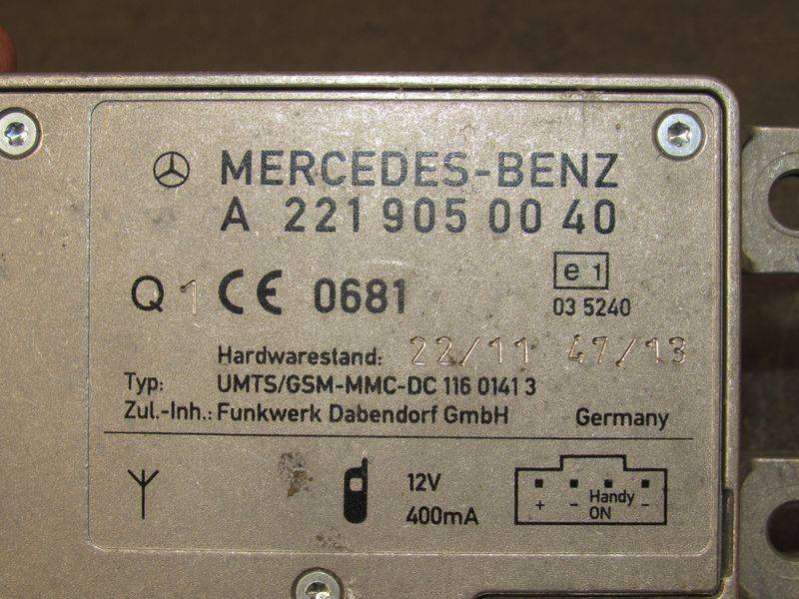 MERCEDES-BENZ
A 221 905 00 40
Q 1 CE 0681
e 1
03 5240
Hardwarestand: 22/11 47/13
Typ: UMTS/GSM-MMC-DC 116 0141 3
Zul.-Inh.: Funkwerk Dabendorf GmbH Germany
12V
400mA
+ - Handy -
ON